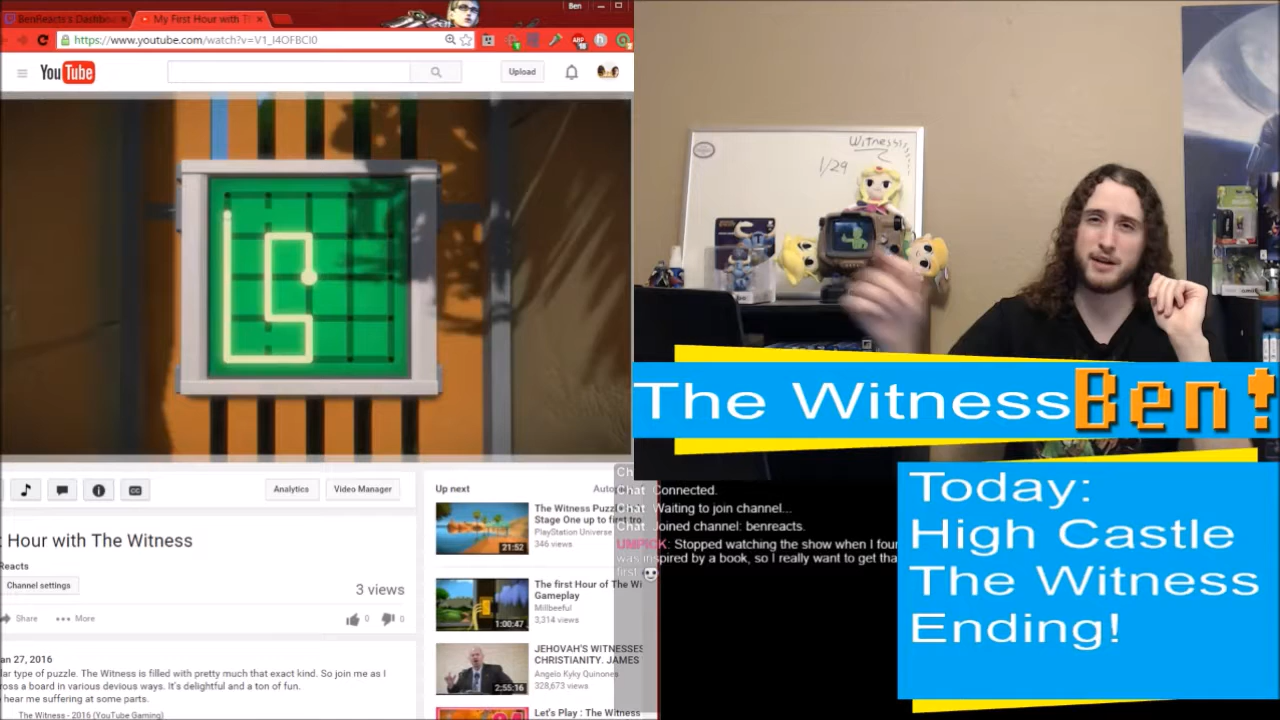 BenReacts's Dashb
My First Hour with T
Ben
https://www.youtube.com/watch?v=V1_I4OFBCI0
ABP
YouTube
Upload
Witness!
1/29
The Witness
Ben!
Today:
High Castle
The Witness
Ending!
Analytics
Video Manager
Hour with The Witness
Reacts
Channel settings
3 views
Share
More
0
0
an 27, 2016
lar type of puzzle. The Witness is filled with pretty much that exact kind. So join me as I
ross a board in various devious ways. It's delightful and a ton of fun.
hear me suffering at some parts.
The Witness - 2016 (YouTube Gaming)
Up next
The Witness Puzz
Stage One up to first tro
PlayStation Universe
346 views
21:52
The first Hour of The Wi
Gameplay
Millbeeful
3,314 views
1:00:47
JEHOVAH'S WITNESSES
CHRISTIANITY. JAMES
Angelo Kyky Quinones
328,673 views
2:55:16
Let's Play : The Witness
Chat Connected.
Chat Waiting to join channel...
Chat Joined channel: benreacts.
UMPICK: Stopped watching the show when I four
was inspired by a book, so I really want to get tha
first